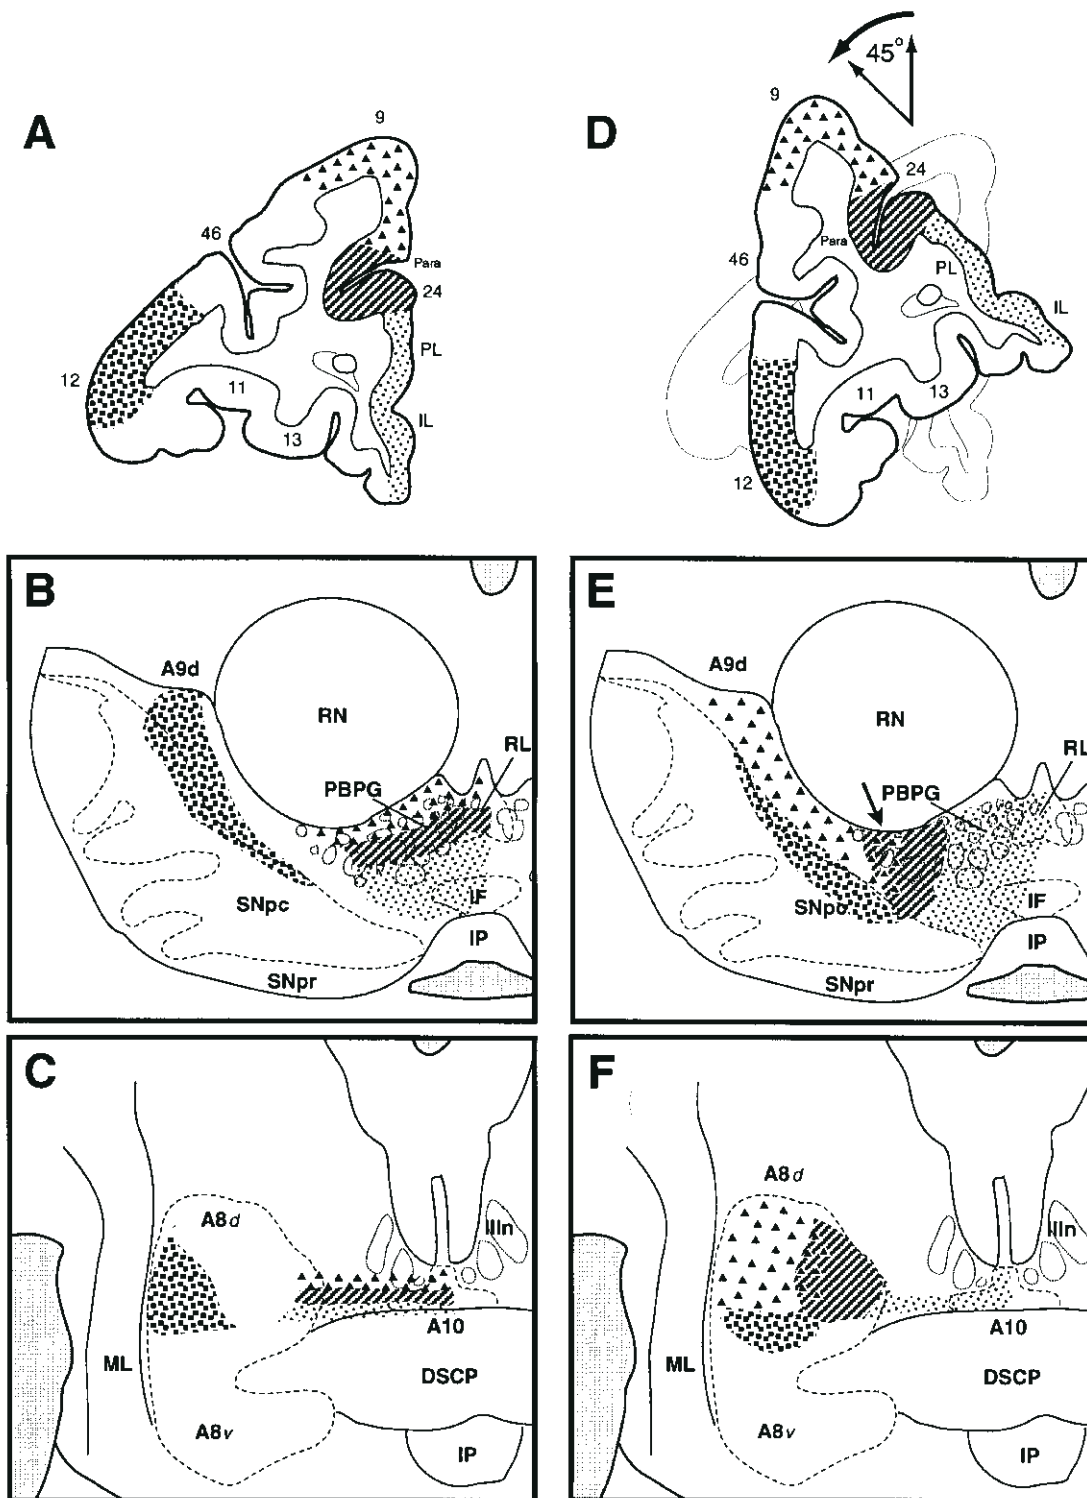 A
9
46
Para
24
12
PL
11
IL
13
D
45°
9
24
Para
46
PL
IL
11
13
12
B
A9d
RN
RL
PBPG
SNpc
IF
IP
SNpr
E
A9d
RN
RL
PBPG
SNpc
IF
IP
SNpr
C
A8d
IIIn
A10
ML
DSCP
A8v
IP
F
A8d
IIIn
A10
ML
DSCP
A8v
IP